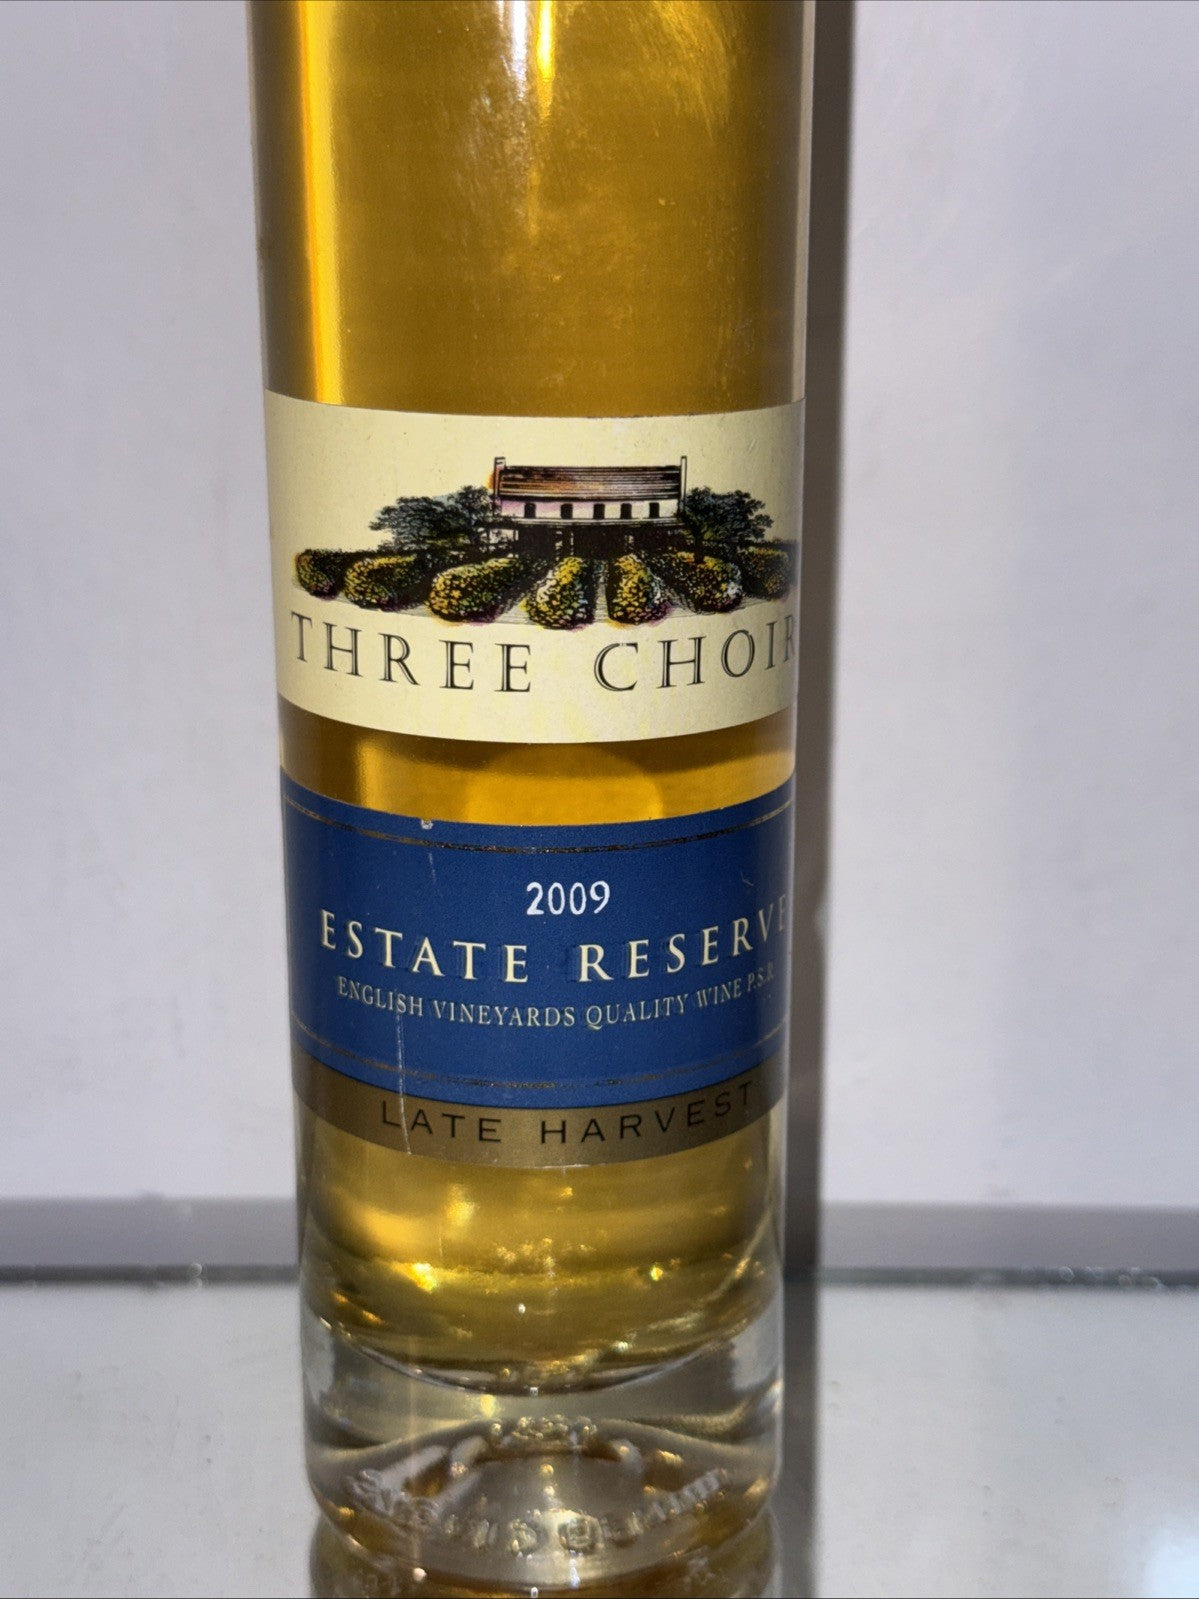 THREE CHOIR
2009
ESTATE RESERVE
ENGLISH VINEYARDS QUALITY WINE P.S.R.
LATE HARVEST